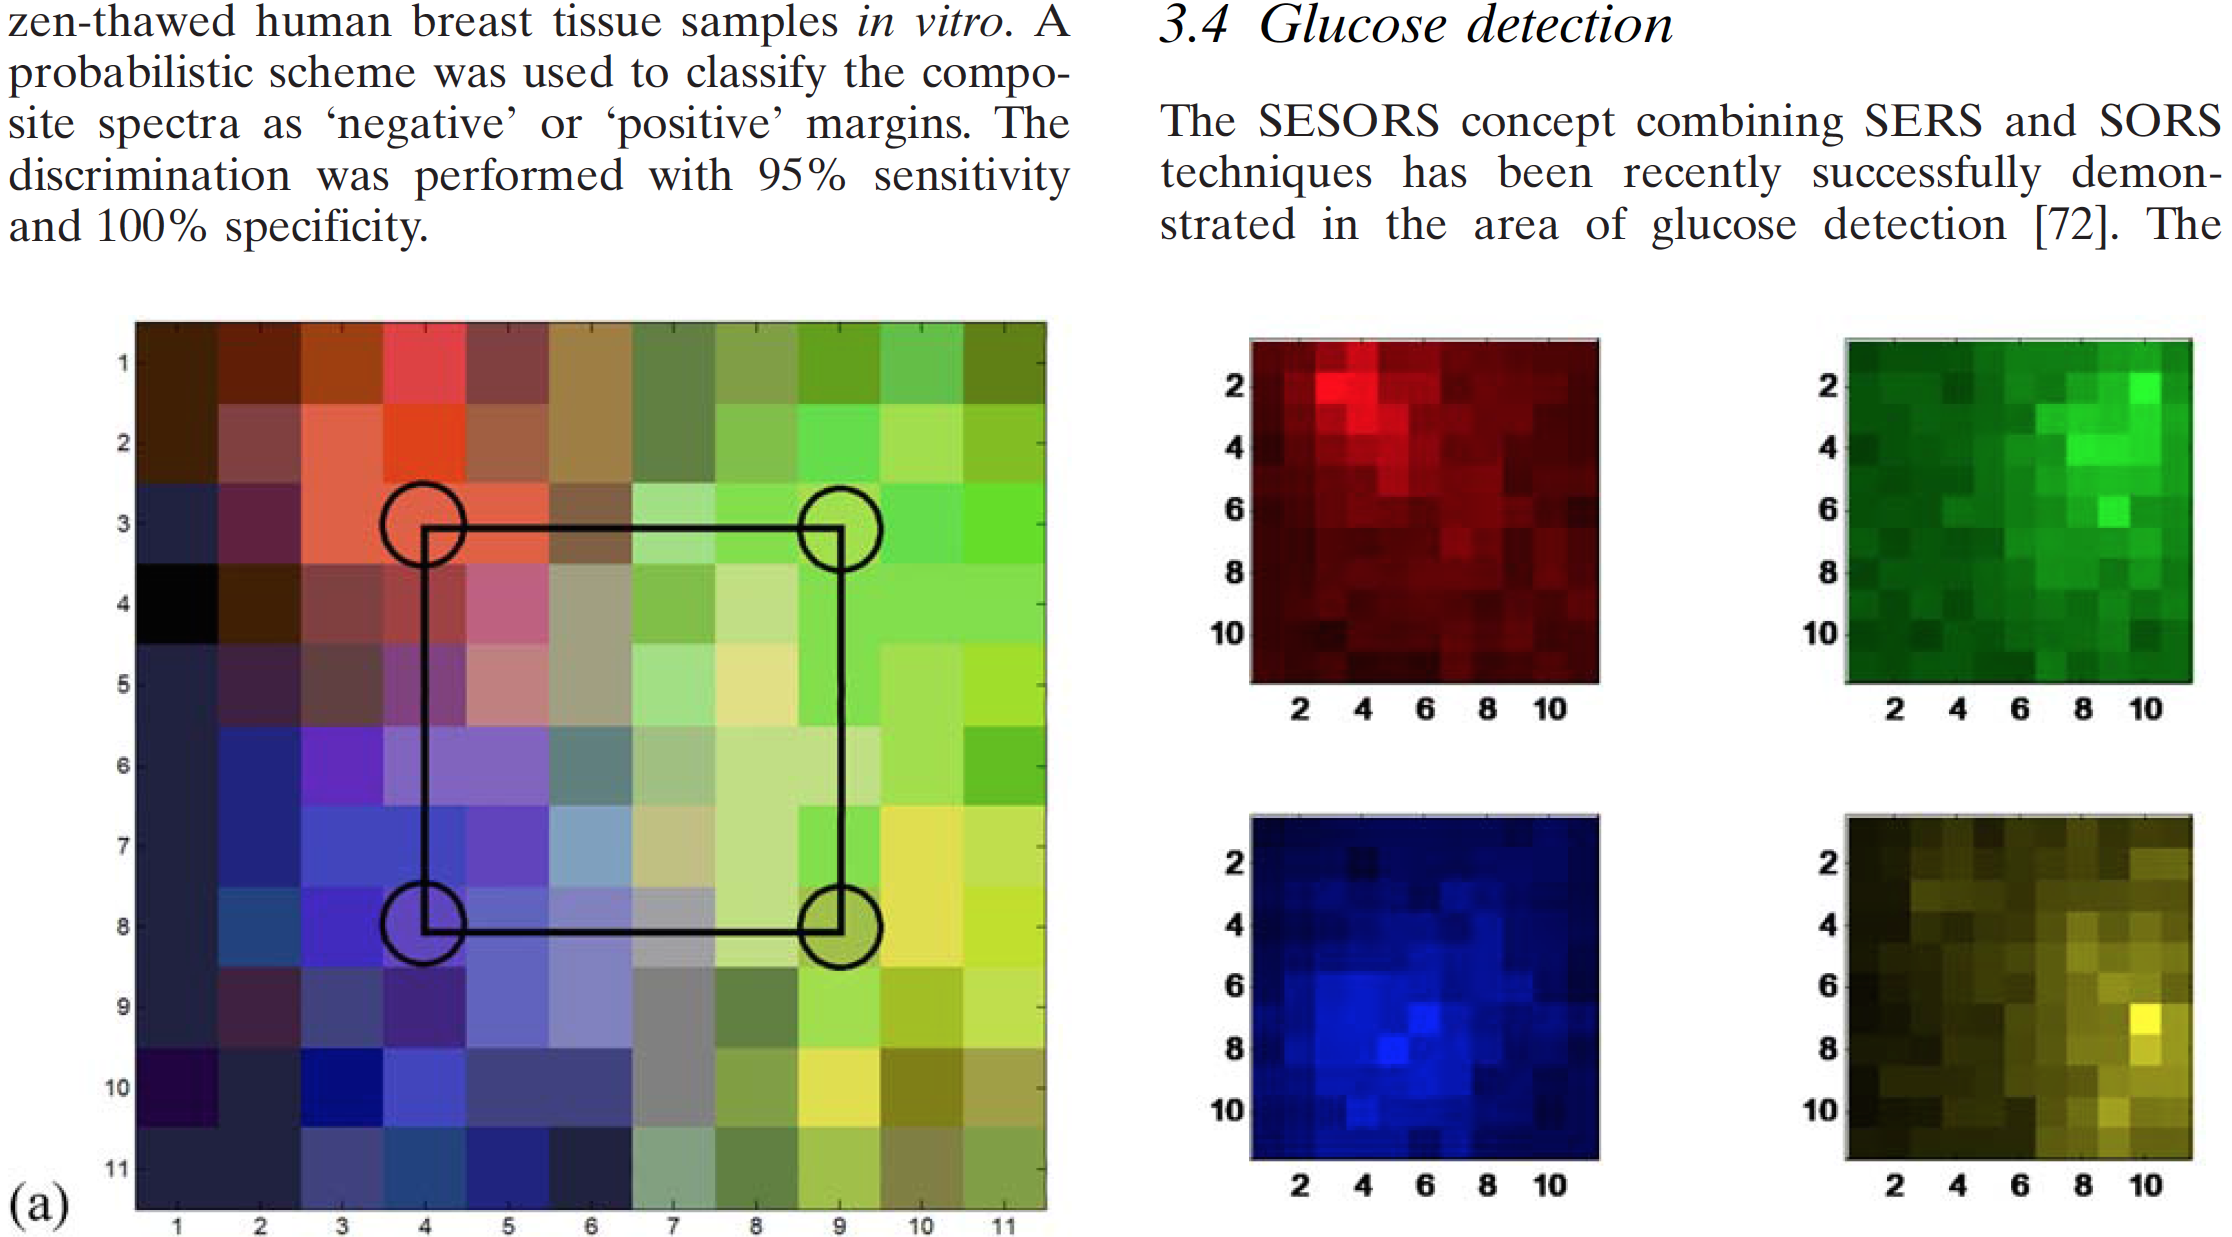 zen-thawed human breast tissue samples in vitro. A
probabilistic scheme was used to classify the compo-
site spectra as ‘negative’ or ‘positive’ margins. The
discrimination was performed with 95% sensitivity
and 100% specificity.
3.4 Glucose detection
The SESORS concept combining SERS and SORS
techniques has been recently successfully demon-
strated in the area of glucose detection [72]. The
1
2
3
4
5
6
7
8
9
10
11
1 2 3 4 5 6 7 8 9 10 11
(a)
2
4
6
8
10
2 4 6 8 10
2
4
6
8
10
2 4 6 8 10
2
4
6
8
10
2 4 6 8 10
2
4
6
8
10
2 4 6 8 10